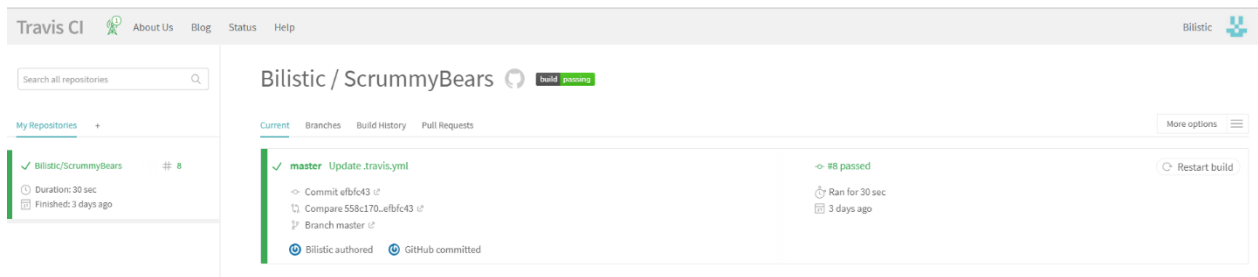 Travis CI 1 About Us Blog Status Help Bilistic
Search all repositories
Bilistic / ScrummyBears build passing
My Repositories +
Current Branches Build History Pull Requests More options
Bilistic/ScrummyBears # 8
Duration: 30 sec
Finished: 3 days ago
master Update .travis.yml #8 passed Restart build
Commit efbfc43 Ran for 30 sec
Compare 558c170..efbfc43 3 days ago
Branch master
Bilistic authored GitHub committed